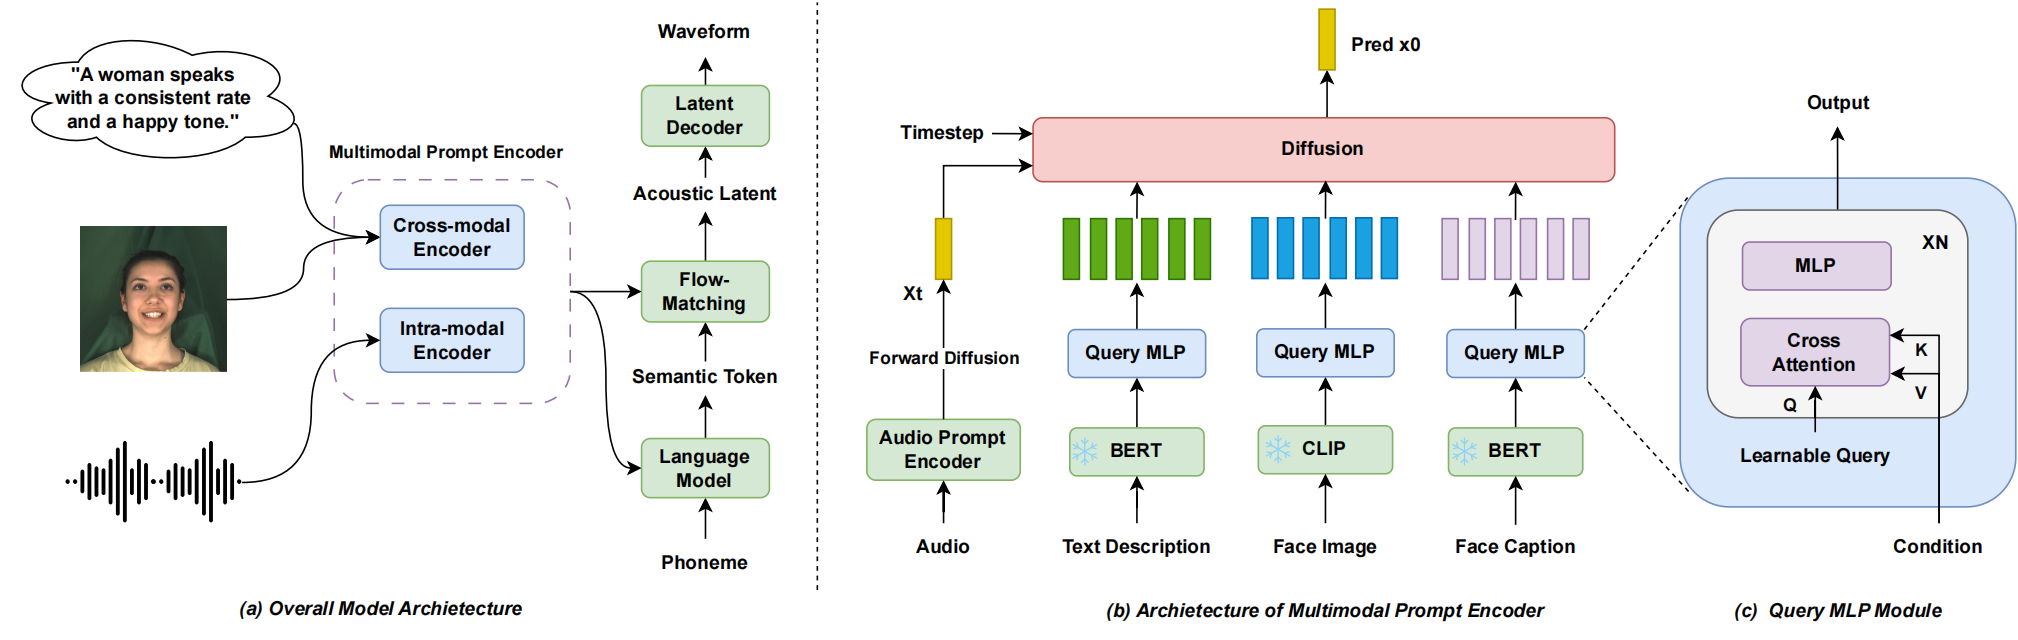 "A woman speaks
with a consistent rate
and a happy tone."
Multimodal Prompt Encoder
Cross-modal
Encoder
Intra-modal
Encoder
Waveform
Latent
Decoder
Acoustic Latent
Flow-
Matching
Semantic Token
Language
Model
Phoneme
(a) Overall Model Archietecture
Pred x0
Timestep
Diffusion
Xt
Forward Diffusion
Query MLP
Query MLP
Query MLP
Audio Prompt
Encoder
BERT
CLIP
BERT
Audio
Text Description
Face Image
Face Caption
(b) Archietecture of Multimodal Prompt Encoder
Output
XN
MLP
Cross
Attention
K
V
Q
Learnable Query
Condition
(c) Query MLP Module